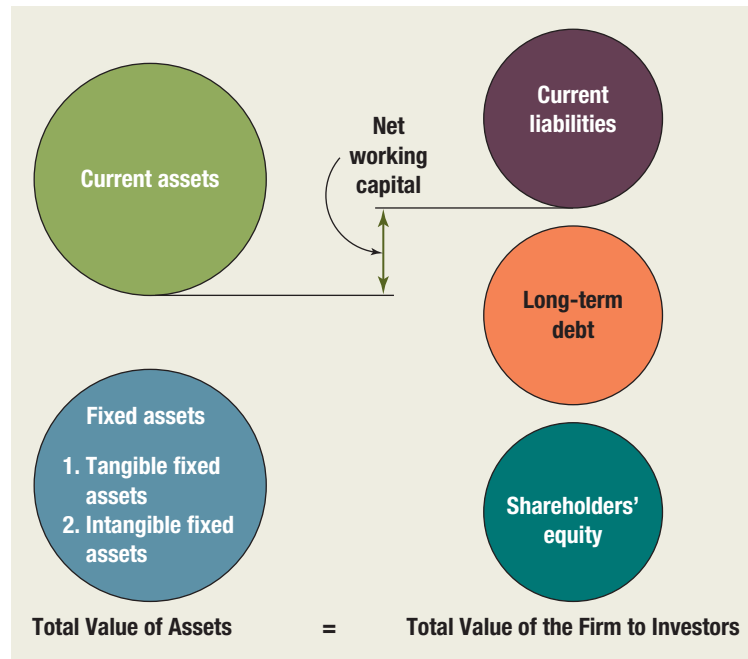 Current assets
Net
working
capital
Current
liabilities
Long-term
debt
Fixed assets
1. Tangible fixed
assets
2. Intangible fixed
assets
Shareholders’
equity
Total Value of Assets = Total Value of the Firm to Investors